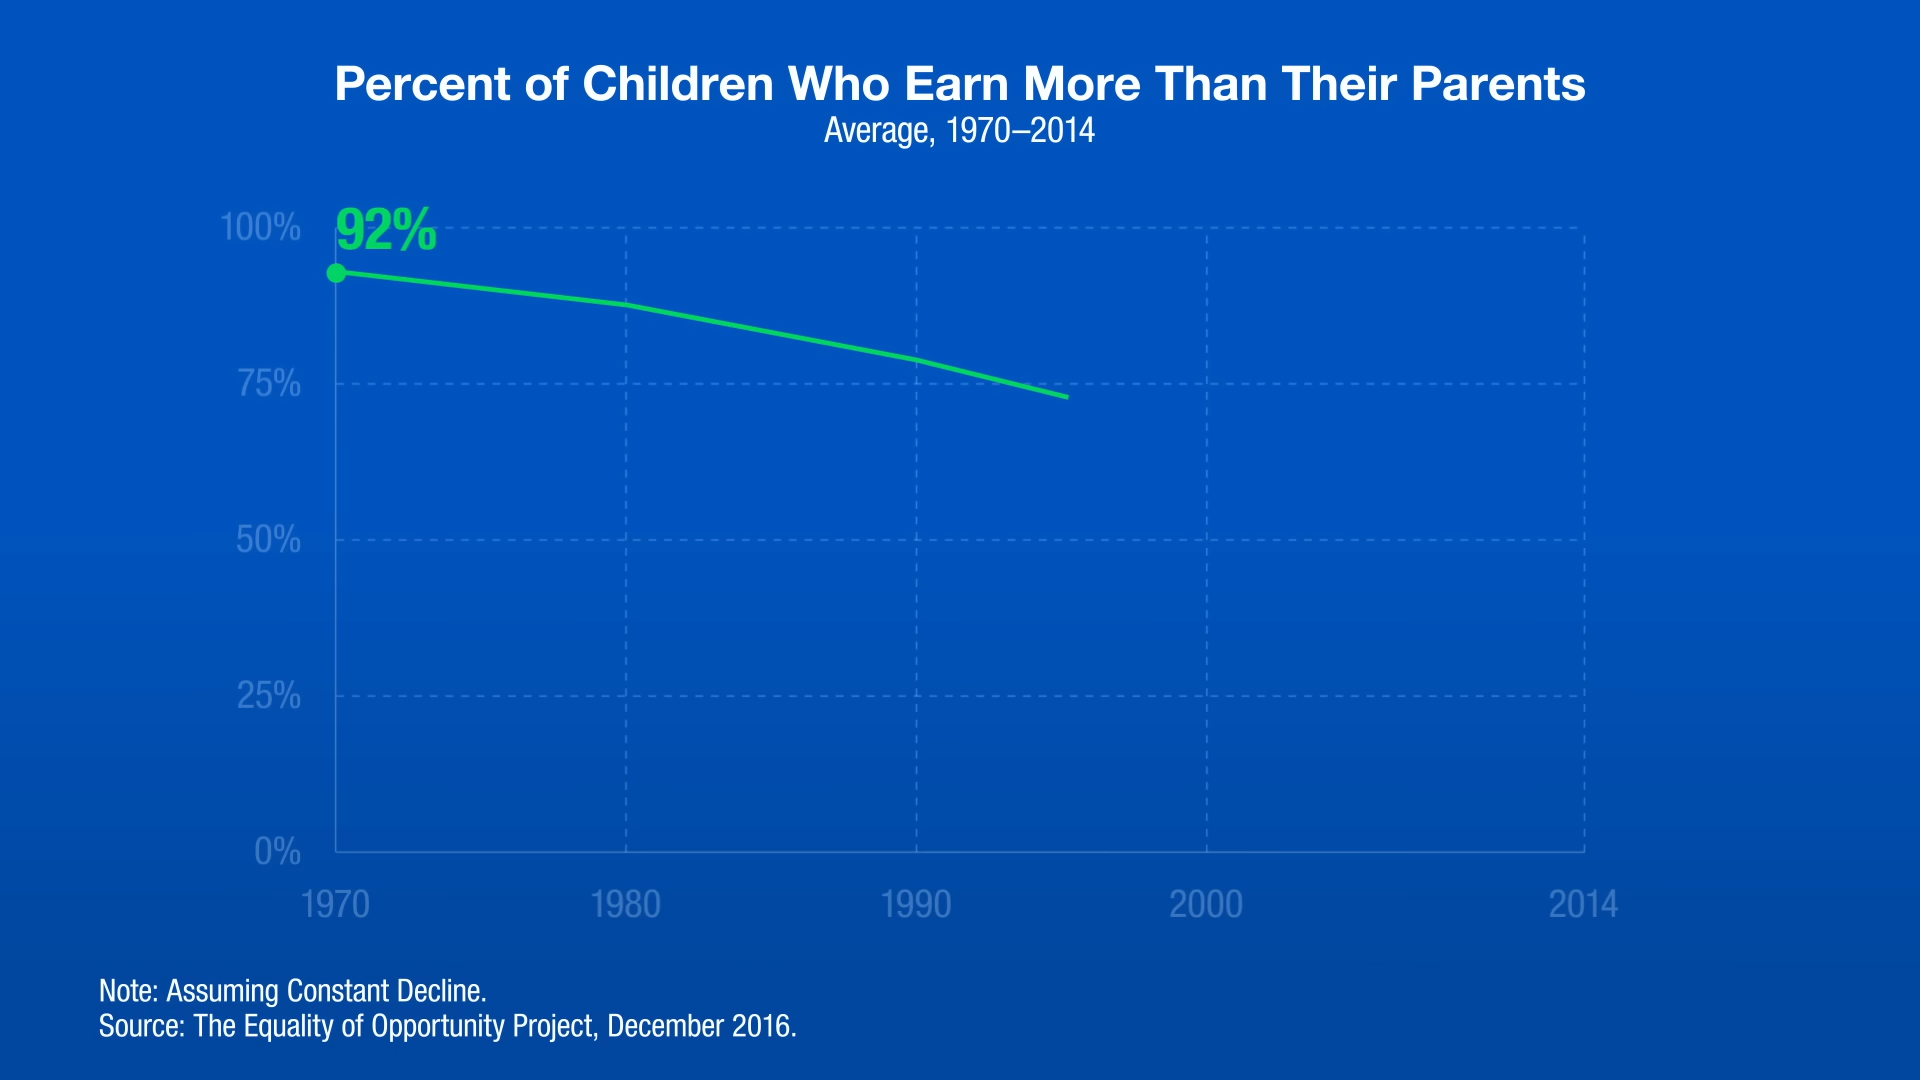 Percent of Children Who Earn More Than Their Parents
Average, 1970–2014
92%
100%
75%
50%
25%
0%
1970
1980
1990
2000
2014
Note: Assuming Constant Decline.
Source: The Equality of Opportunity Project, December 2016.